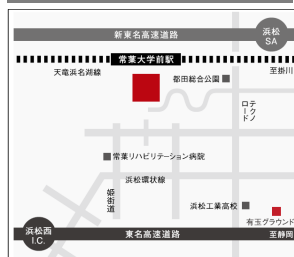 新東名高速道路
浜松
SA
常葉大学前駅
天竜浜名湖線
都田総合公園
至掛川
テクノ
ロード
常葉リハビリテーション病院
浜松環状線
姫街道
浜松工業高校
有玉グラウンド
浜松西
I.C.
東名高速道路
至静岡